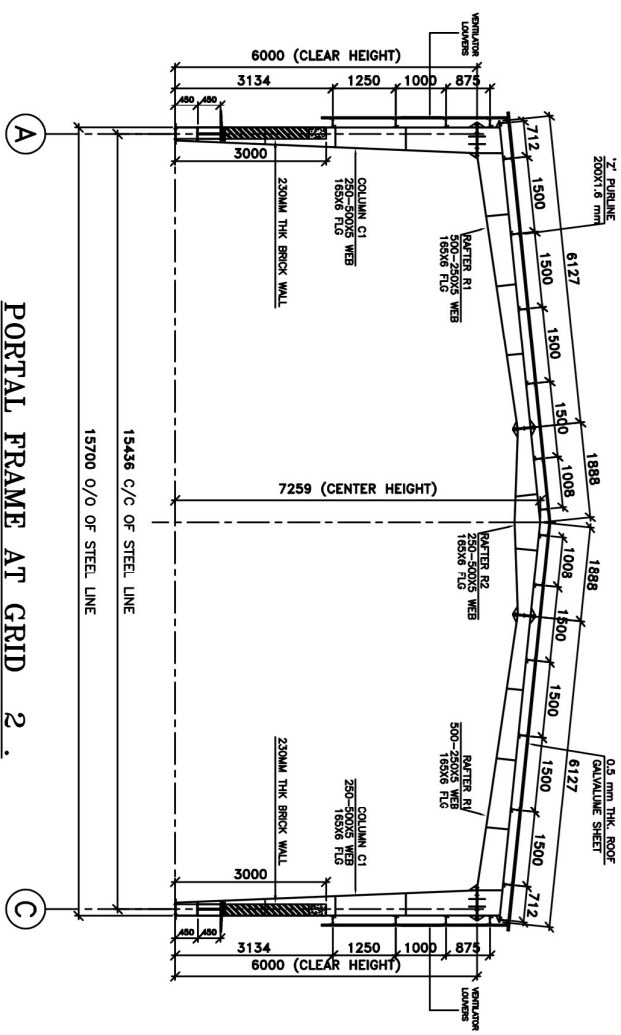 'Z' PURLINE
200X1.6 mm
0.5 mm THK. ROOF
GALVALUME SHEET
6127
1888
1888
6127
712
1500
1500
1500
1500
1008
1008
1500
1500
1500
1500
712
VENTILATOR
LOUVERS
VENTILATOR
LOUVERS
RAFTER R1
500-250X5 WEB
165X6 FLG
RAFTER R2
250-500X5 WEB
165X6 FLG
RAFTER R1
500-250X5 WEB
165X6 FLG
6000 (CLEAR HEIGHT)
875
1000
1250
3134
450
450
3000
COLUMN C1
250-500X5 WEB
165X6 FLG
230MM THK BRICK WALL
7259 (CENTER HEIGHT)
COLUMN C1
250-500X5 WEB
165X6 FLG
230MM THK BRICK WALL
3000
875
1000
1250
3134
450
450
6000 (CLEAR HEIGHT)
15436 C/C OF STEEL LINE
15700 O/O OF STEEL LINE
A
C
PORTAL FRAME AT GRID 2 .